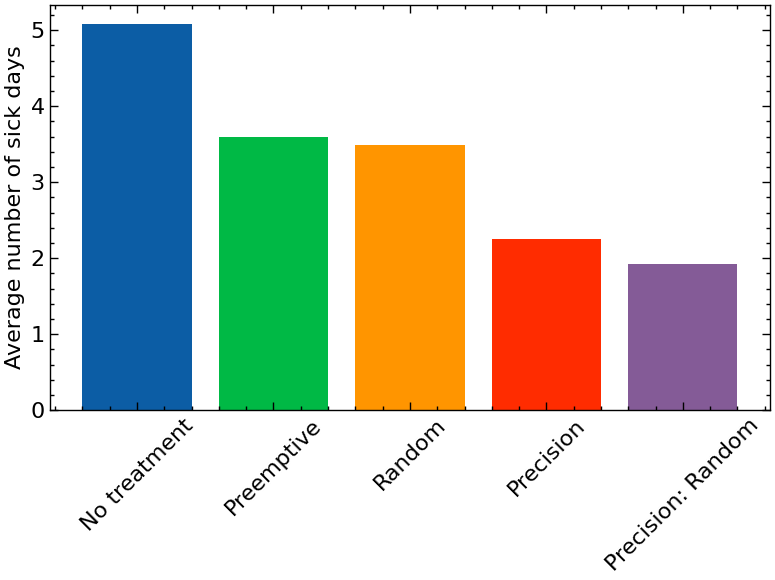 Average number of sick days
5
4
3
2
1
0
No treatment
Preemptive
Random
Precision
Precision: Random